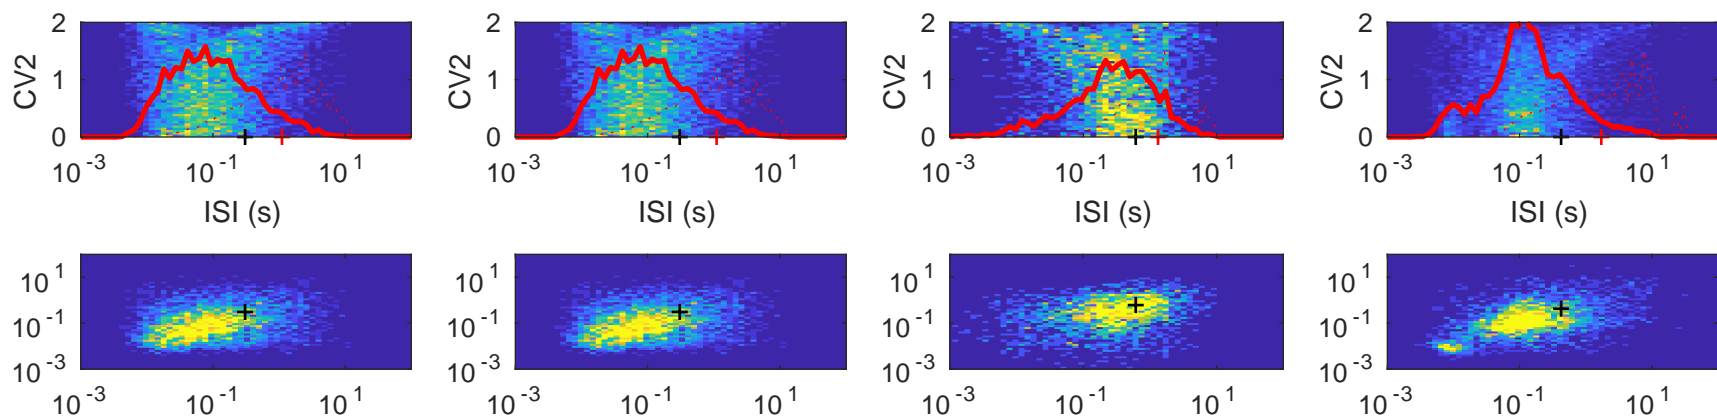 2 2 2 2
CV2 CV2 CV2 CV2
1 1 1 1
0 0 0 0
10^-3 10^-1 10^1 10^-3 10^-1 10^1 10^-3 10^-1 10^1 10^-3 10^-1 10^1
ISI (s) ISI (s) ISI (s) ISI (s)
10^1 10^1 10^1 10^1
10^-1 10^-1 10^-1 10^-1
10^-3 10^-3 10^-3 10^-3
10^-3 10^-1 10^1 10^-3 10^-1 10^1 10^-3 10^-1 10^1 10^-3 10^-1 10^1